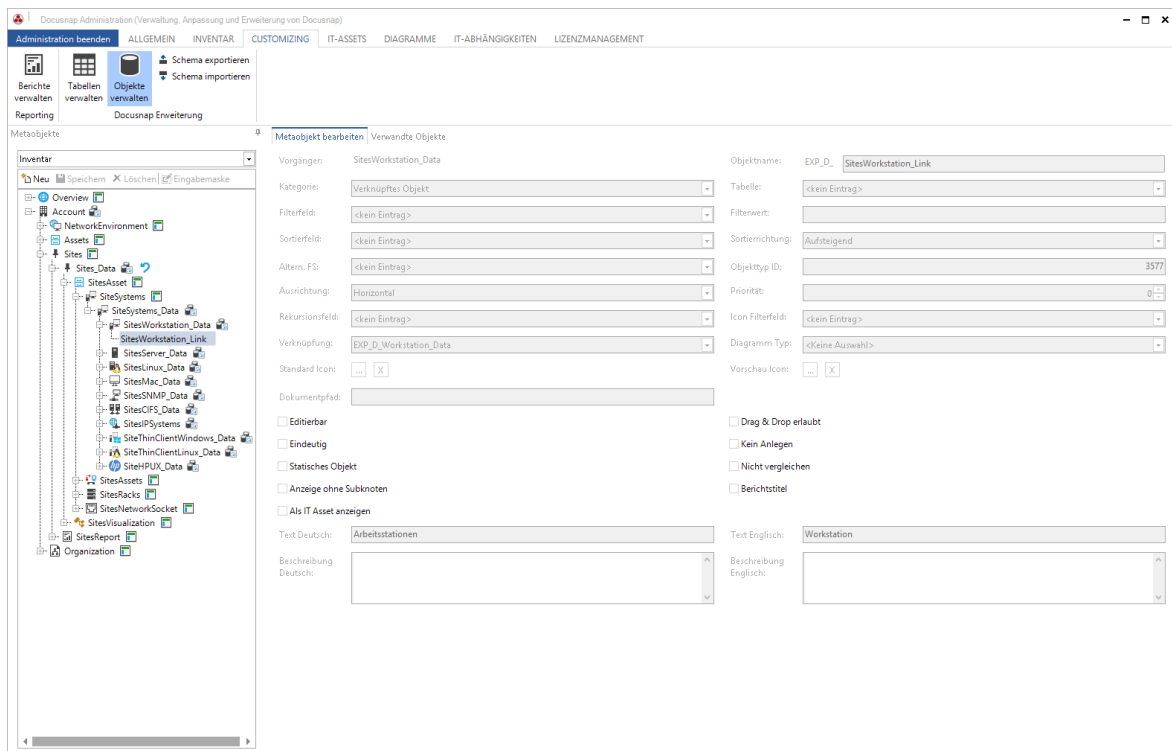 Docusnap Administration (Verwaltung, Anpassung und Erweiterung von Docusnap)
Administration beenden ALLGEMEIN INVENTAR CUSTOMIZING IT-ASSETS DIAGRAMME IT-ABHÄNGIGKEITEN LIZENZMANAGEMENT
Berichte verwalten
Tabellen verwalten
Objekte verwalten
Schema exportieren
Schema importieren
Reporting Docusnap Erweiterung
Metaobjekte
Inventar
Neu Speichern Löschen Eingabemaske
Overview
Account
NetworkEnvironment
Assets
Sites
Sites_Data
SitesAsset
SiteSystems
SiteSystems_Data
SitesWorkstation_Data
SitesWorkstation_Link
SitesServer_Data
SitesLinux_Data
SitesMac_Data
SitesSNMP_Data
SitesCIFS_Data
SitesIPSystems
SiteThinClientWindows_Data
SiteThinClientLinux_Data
SiteHPUX_Data
SitesAssets
SitesRacks
SitesNetworkSocket
SitesVisualization
SitesReport
Organization
Metaobjekt bearbeiten Verwandte Objekte
Vorgänger: SitesWorkstation_Data Objektname: EXP_D_ SitesWorkstation_Link
Kategorie: Verknüpftes Objekt Tabelle: <kein Eintrag>
Filterfeld: <kein Eintrag> Filterwert:
Sortierfeld: <kein Eintrag> Sortierrichtung: Aufsteigend
Altern. FS: <kein Eintrag> Objekttyp ID: 3577
Ausrichtung: Horizontal Priorität: 0
Rekursionsfeld: <kein Eintrag> Icon Filterfeld: <kein Eintrag>
Verknüpfung: EXP_D_Workstation_Data Diagramm Typ: <Keine Auswahl>
Standard Icon: ... X Vorschau Icon: ... X
Dokumentpfad:
Editierbar Drag & Drop erlaubt
Eindeutig Kein Anlegen
Statisches Objekt Nicht vergleichen
Anzeige ohne Subknoten Berichtstitel
Als IT Asset anzeigen
Text Deutsch: Arbeitsstationen Text Englisch: Workstation
Beschreibung Deutsch: Beschreibung Englisch: